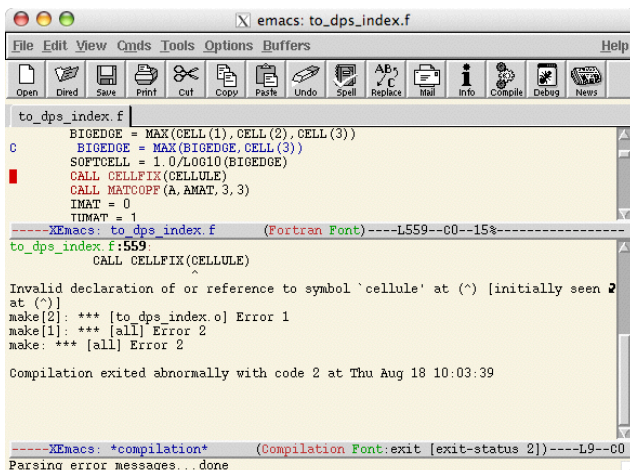 emacs: to_dps_index.f
File Edit View Cmds Tools Options Buffers Help
Open Dired Save Print Cut Copy Paste Undo Spell Replace Mail Info Compile Debug News
to_dps_index.f
BIGEDGE = MAX(CELL(1),CELL(2),CELL(3))
C BIGEDGE = MAX(BIGEDGE,CELL(3))
SOFTCELL = 1.0/LOG10(BIGEDGE)
CALL CELLFIX(CELLULE)
CALL MATCOPF(A,AMAT,3,3)
IMAT = 0
IUMAT = 1
-----XEmacs: to_dps_index.f (Fortran Font)----L559--C0--15%----------------
to_dps_index.f:559:
CALL CELLFIX(CELLULE)
^
Invalid declaration of or reference to symbol `cellule' at (^) [initially seen
at (^)]
make[2]: *** [to_dps_index.o] Error 1
make[1]: *** [all] Error 2
make: *** [all] Error 2
Compilation exited abnormally with code 2 at Thu Aug 18 10:03:39
-----XEmacs: *compilation* (Compilation Font:exit [exit-status 2])----L9--C0
Parsing error messages...done